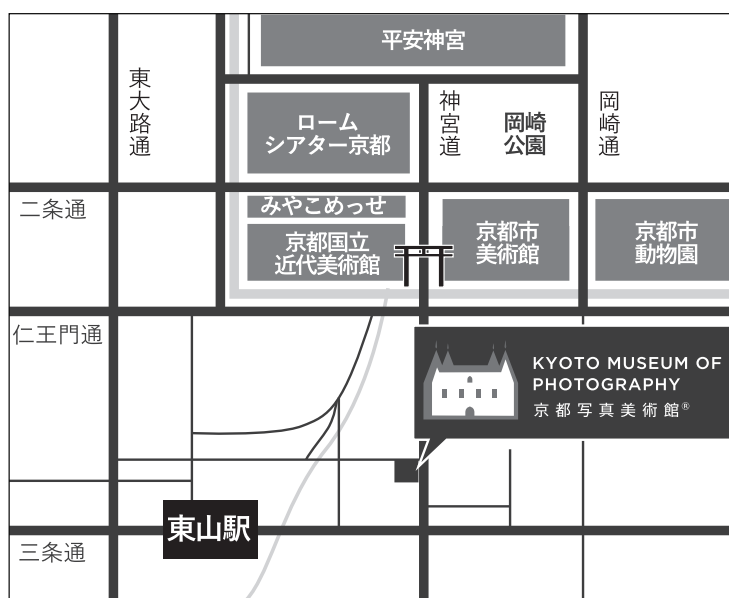 平安神宮
東大路通
ローム
シアター京都
神宮道
岡崎
公園
岡崎通
二条通
みやこめっせ
京都国立
近代美術館
京都市
美術館
京都市
動物園
仁王門通
KYOTO MUSEUM OF
PHOTOGRAPHY
京都写真美術館®
東山駅
三条通